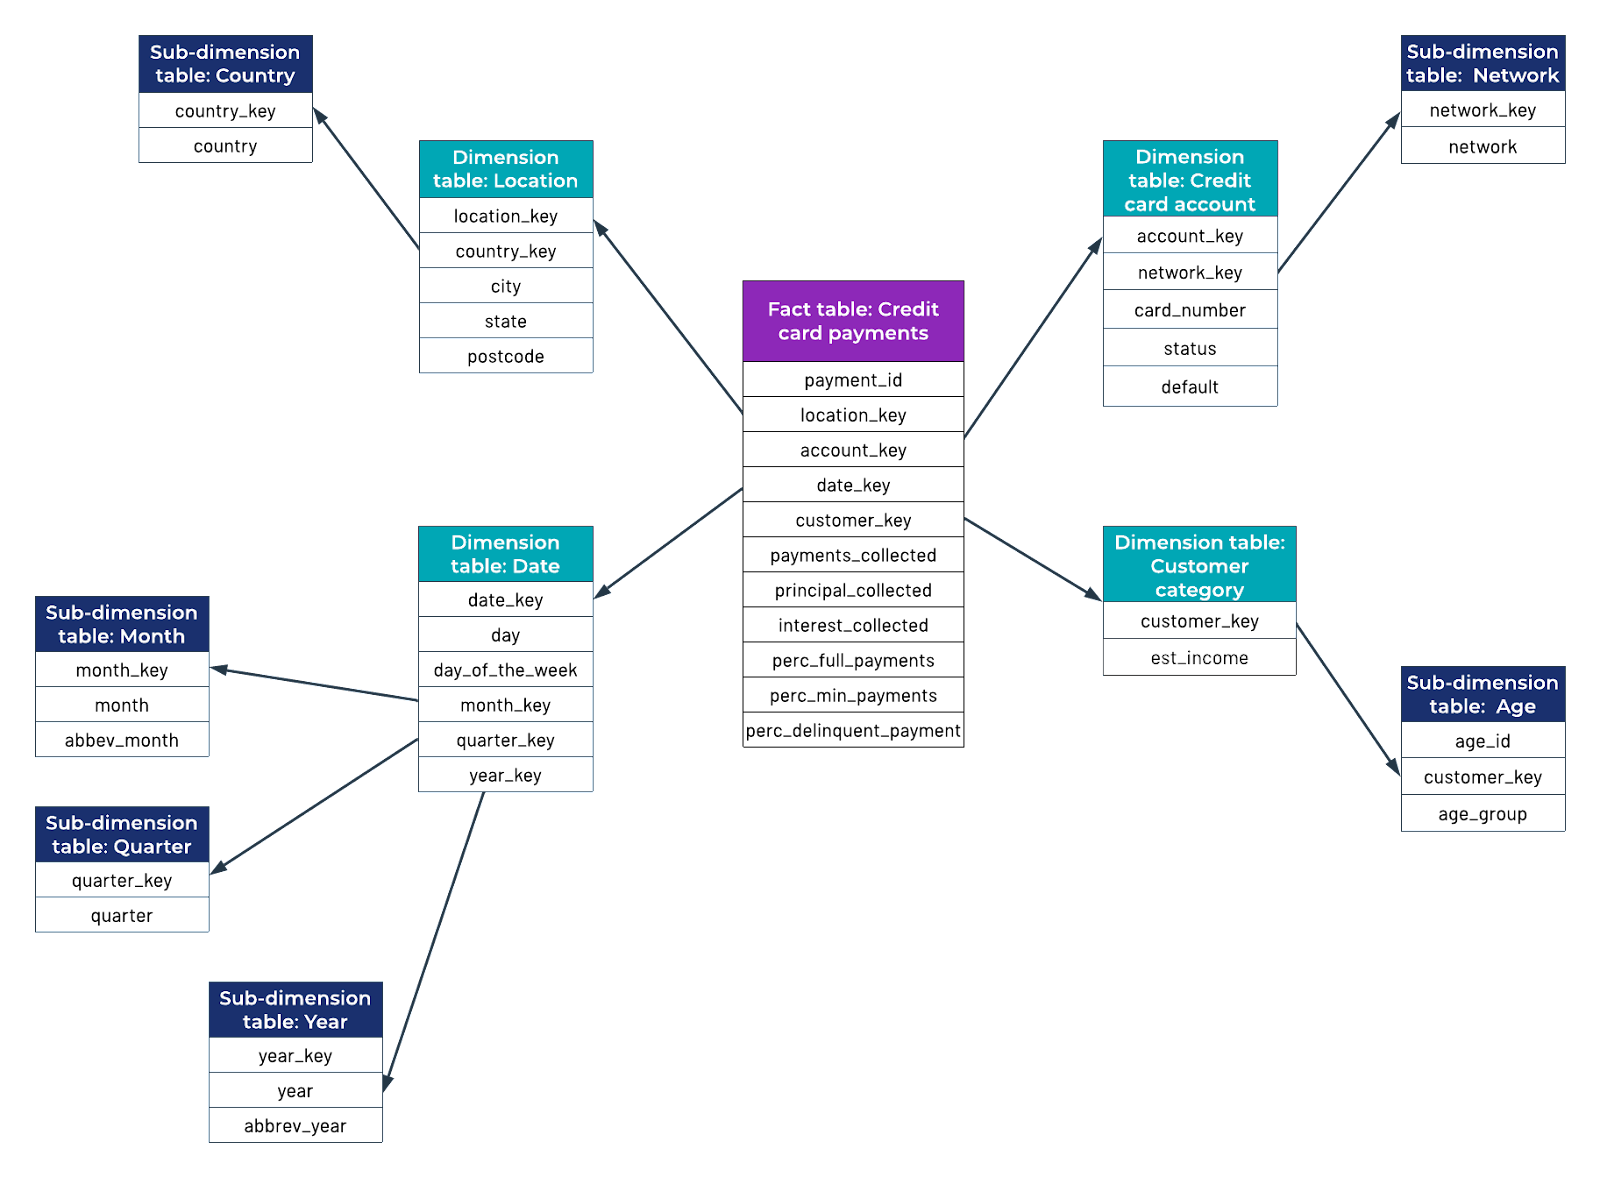 Sub-dimension
table: Country
country_key
country
Dimension
table: Location
location_key
country_key
city
state
postcode
Fact table: Credit
card payments
payment_id
location_key
account_key
date_key
customer_key
payments_collected
principal_collected
interest_collected
perc_full_payments
perc_min_payments
perc_delinquent_payment
Dimension
table: Credit
card account
account_key
network_key
card_number
status
default
Sub-dimension
table: Network
network_key
network
Dimension
table: Date
date_key
day
day_of_the_week
month_key
quarter_key
year_key
Sub-dimension
table: Month
month_key
month
abbev_month
Sub-dimension
table: Quarter
quarter_key
quarter
Sub-dimension
table: Year
year_key
year
abbrev_year
Dimension table:
Customer
category
customer_key
est_income
Sub-dimension
table: Age
age_id
customer_key
age_group